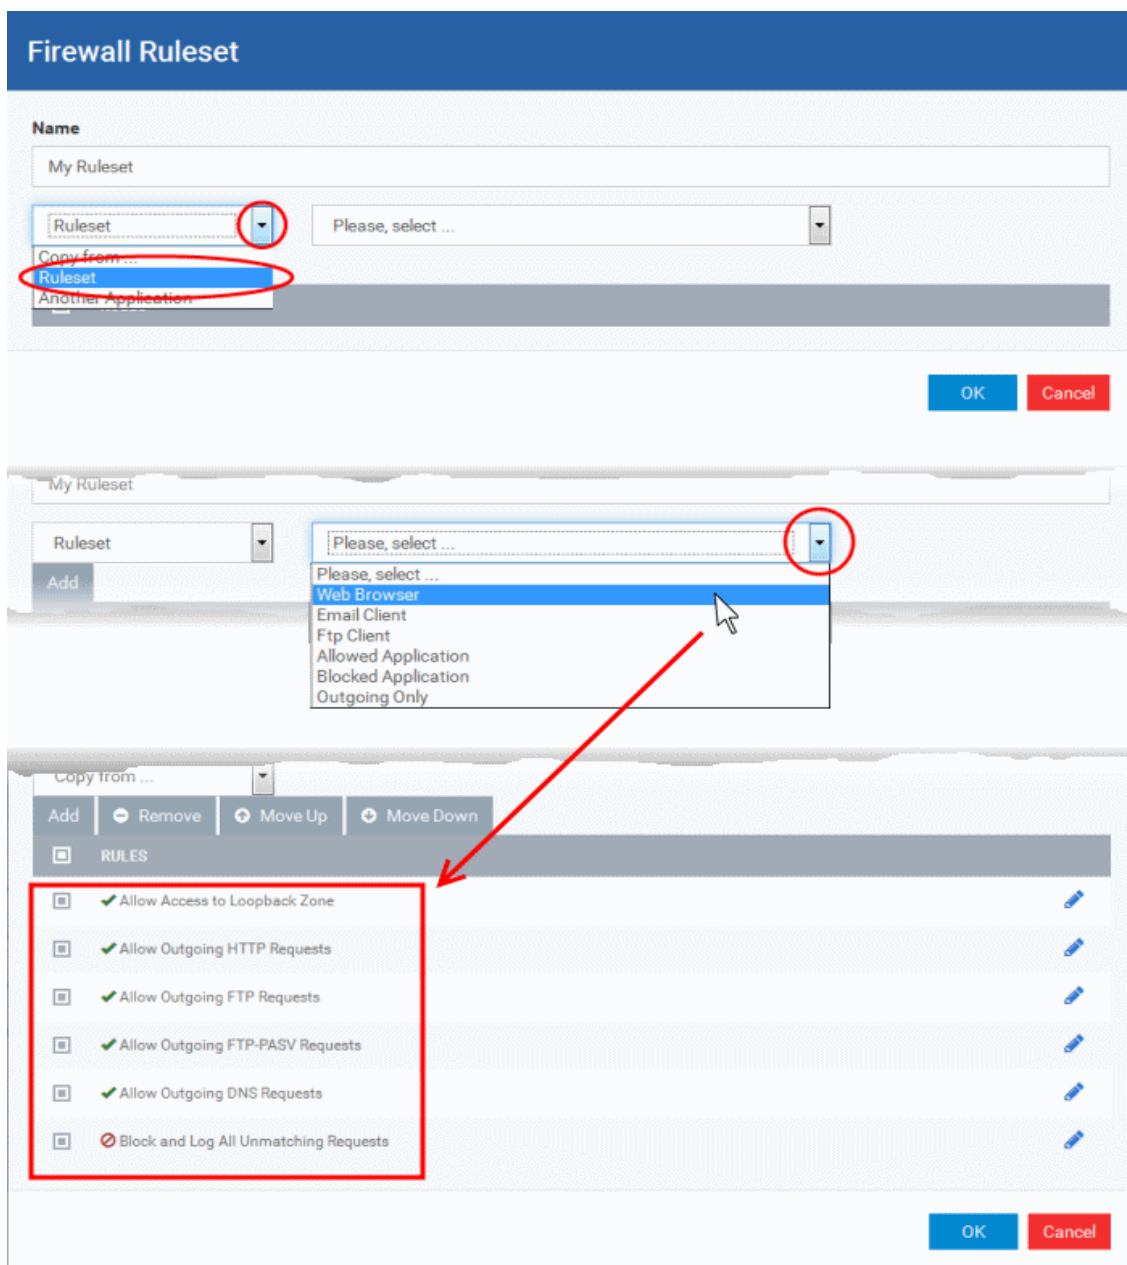 Firewall Ruleset
Name
My Ruleset
Ruleset
Please, select ...
Copy from ...
Ruleset
Another Application
OK
Cancel
My Ruleset
Ruleset
Please, select ...
Add
Please, select ...
Web Browser
Email Client
Ftp Client
Allowed Application
Blocked Application
Outgoing Only
Copy from ...
Add
Remove
Move Up
Move Down
RULES
Allow Access to Loopback Zone
Allow Outgoing HTTP Requests
Allow Outgoing FTP Requests
Allow Outgoing FTP-PASV Requests
Allow Outgoing DNS Requests
Block and Log All Unmatching Requests
OK
Cancel